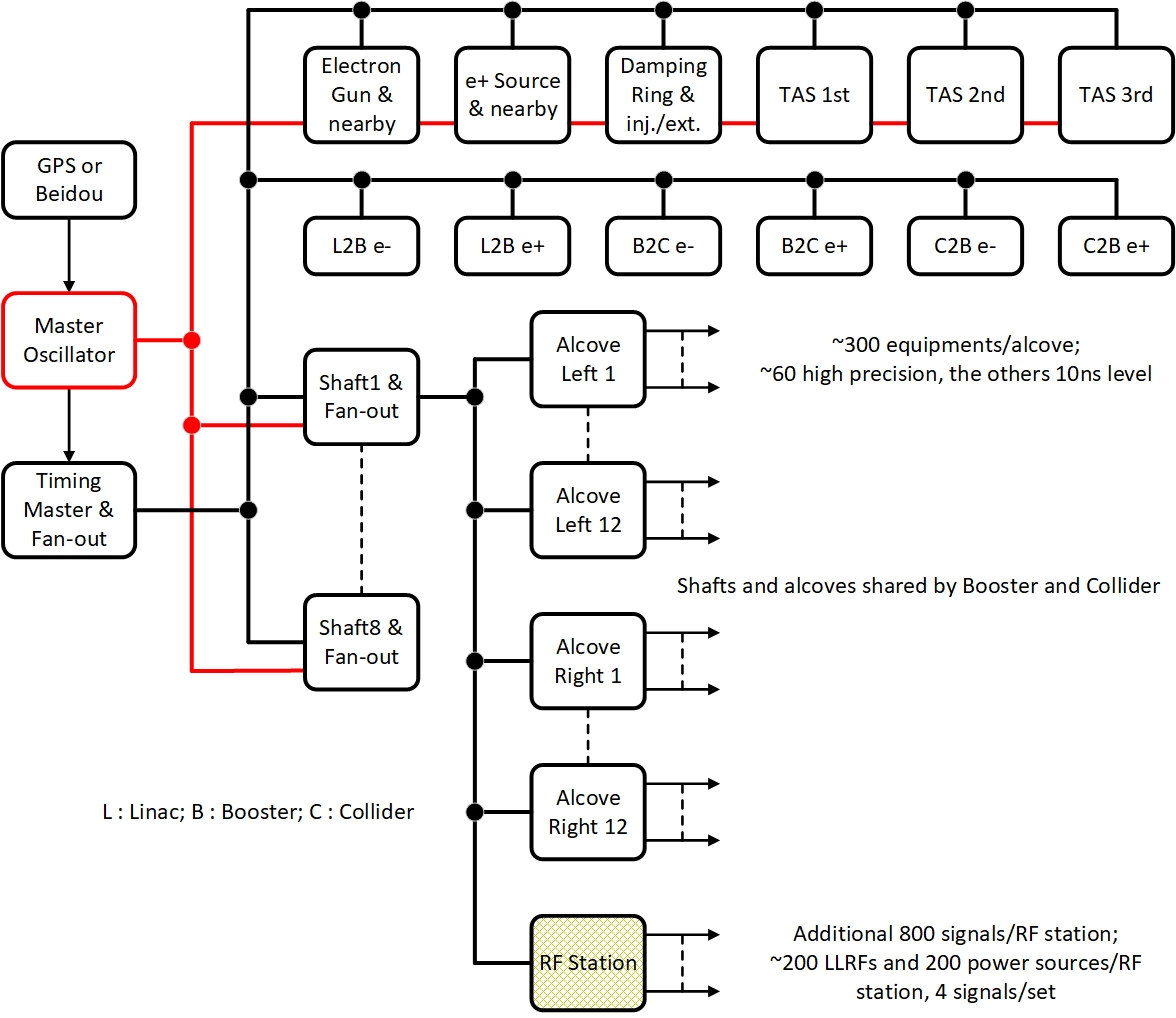 Electron
Gun &
nearby
e+ Source
& nearby
Damping
Ring &
inj./ext.
TAS 1st
TAS 2nd
TAS 3rd
GPS or
Beidou
L2B e-
L2B e+
B2C e-
B2C e+
C2B e-
C2B e+
Master
Oscillator
Timing
Master &
Fan-out
Shaft1 &
Fan-out
Shaft8 &
Fan-out
Alcove
Left 1
~300 equipments/alcove;
~60 high precision, the others 10ns level
Alcove
Left 12
Shafts and alcoves shared by Booster and Collider
Alcove
Right 1
Alcove
Right 12
L : Linac; B : Booster; C : Collider
RF Station
Additional 800 signals/RF station;
~200 LLRFs and 200 power sources/RF
station, 4 signals/set